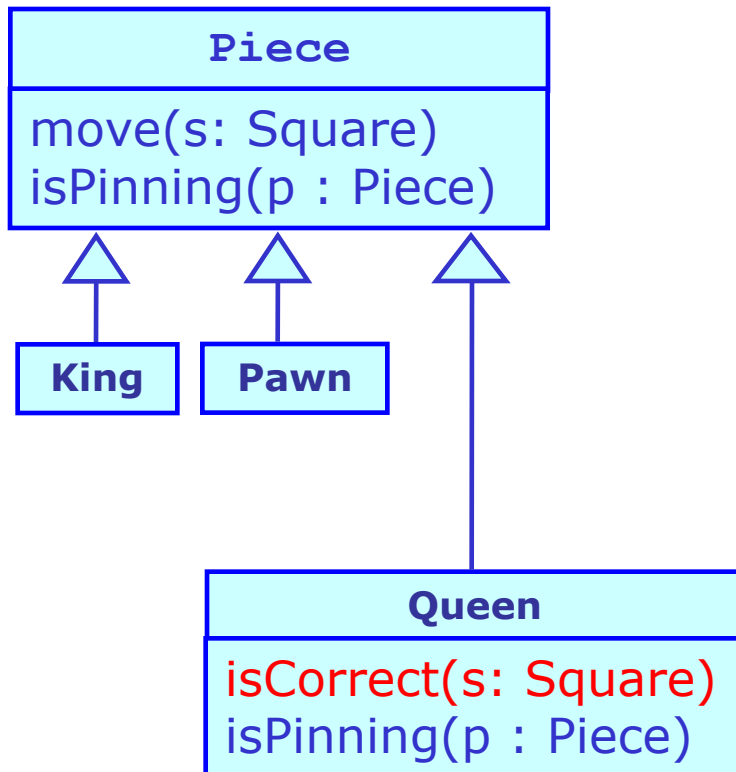 Piece
move(s: Square)
isPinning(p : Piece)
King
Pawn
Queen
isCorrect(s: Square)
isPinning(p : Piece)